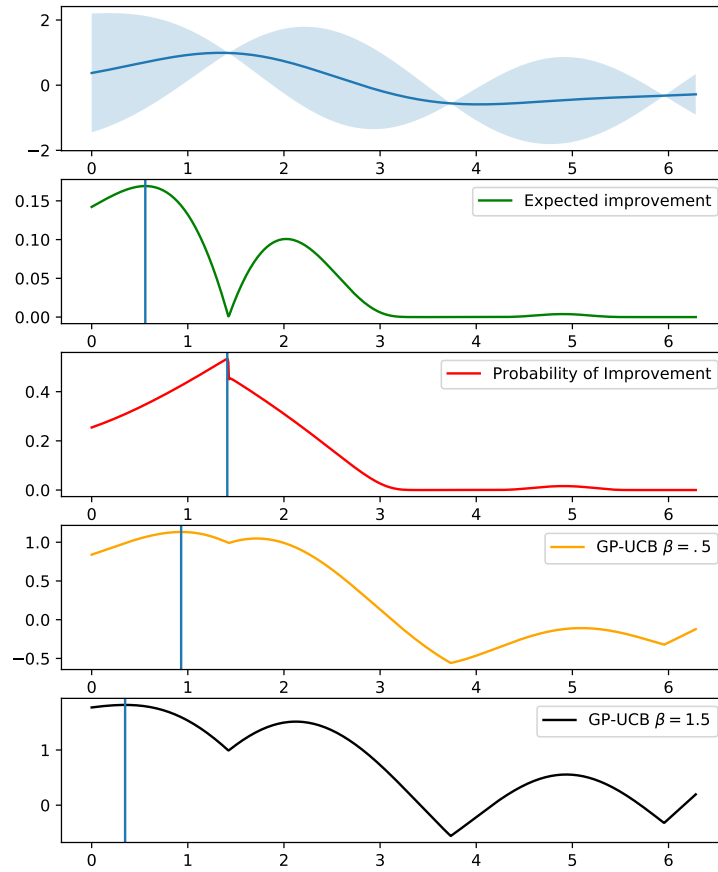 2
0
−2
0 1 2 3 4 5 6
0.15
0.10
0.05
0.00
Expected improvement
0 1 2 3 4 5 6
0.4
0.2
0.0
Probability of Improvement
0 1 2 3 4 5 6
1.0
0.5
0.0
−0.5
GP-UCB β = .5
0 1 2 3 4 5 6
1
0
GP-UCB β = 1.5
0 1 2 3 4 5 6